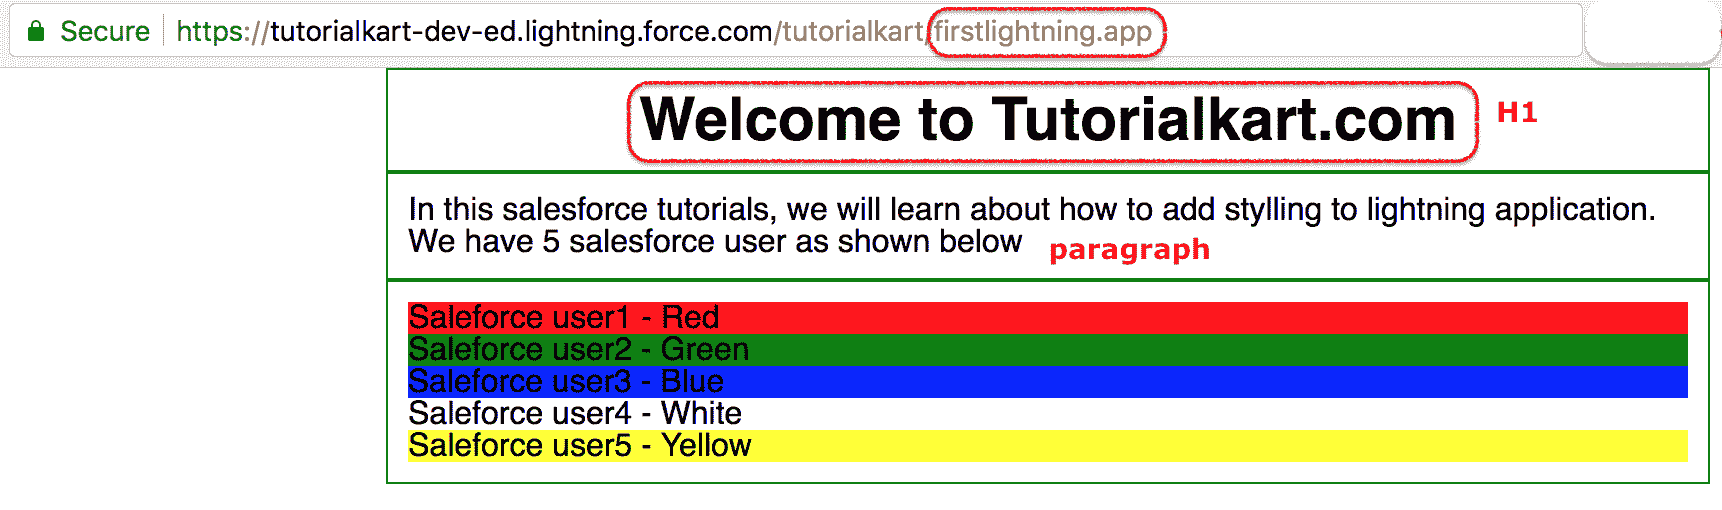 Secure https://tutorialkart-dev-ed.lightning.force.com/tutorialkart/firstlightning.app
Welcome to Tutorialkart.com H1
In this salesforce tutorials, we will learn about how to add stylling to lightning application.
We have 5 salesforce user as shown below paragraph
Saleforce user1 - Red
Saleforce user2 - Green
Saleforce user3 - Blue
Saleforce user4 - White
Saleforce user5 - Yellow